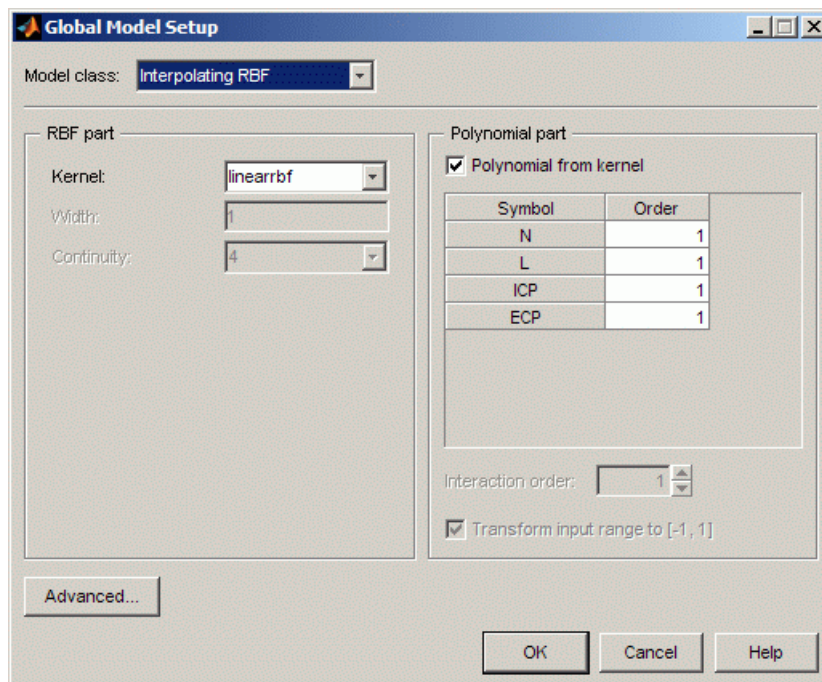 Global Model Setup
Model class: Interpolating RBF
RBF part
Kernel: linearrbf
Width: 1
Continuity: 4
Polynomial part
Polynomial from kernel
Symbol Order
N 1
L 1
ICP 1
ECP 1
Interaction order: 1
Transform input range to [-1, 1]
Advanced...
OK Cancel Help